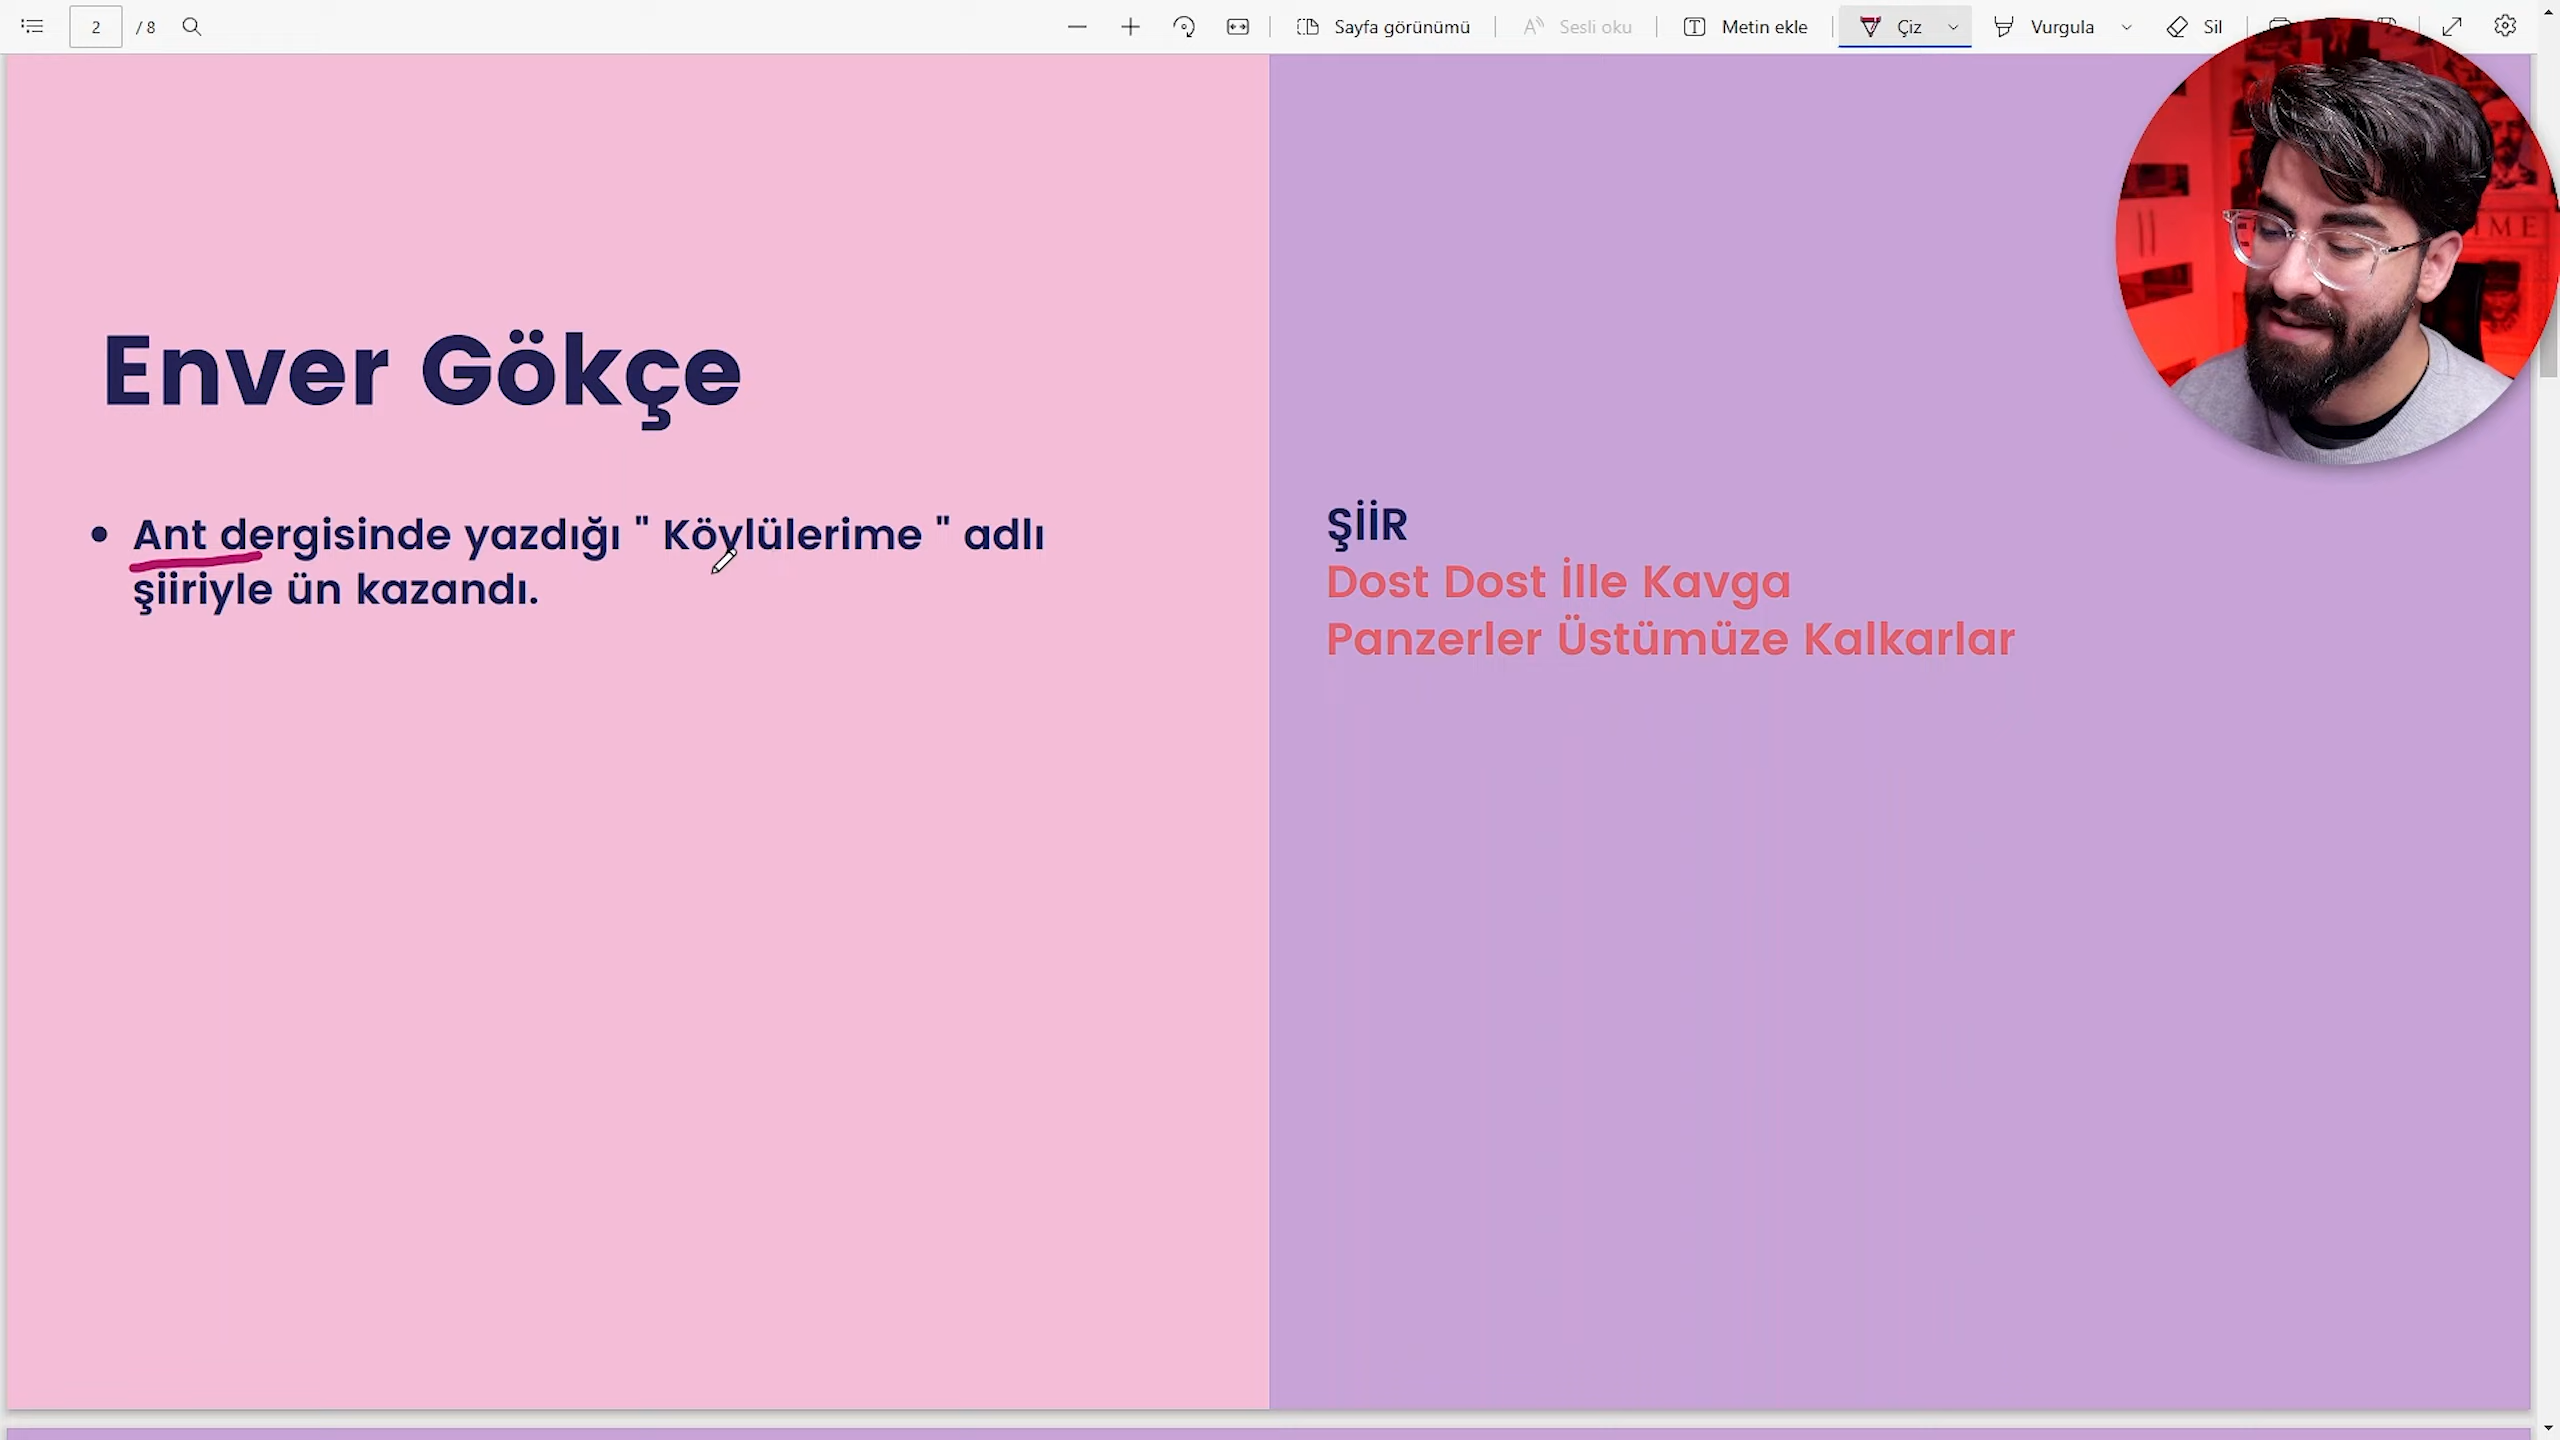 2 / 8 Sayfa görünümü Sesli oku Metin ekle Çiz Vurgula Sil
Enver Gökçe
• Ant dergisinde yazdığı " Köylülerime " adlı
şiiriyle ün kazandı.
ŞİİR
Dost Dost İlle Kavga
Panzerler Üstümüze Kalkarlar